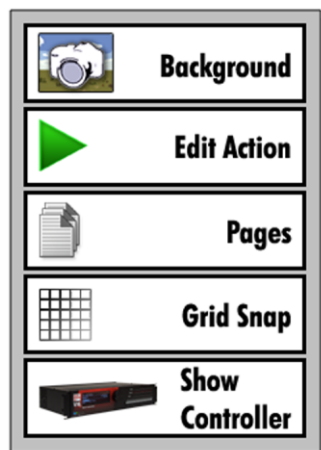 Background
Edit Action
Pages
Grid Snap
Show
Controller